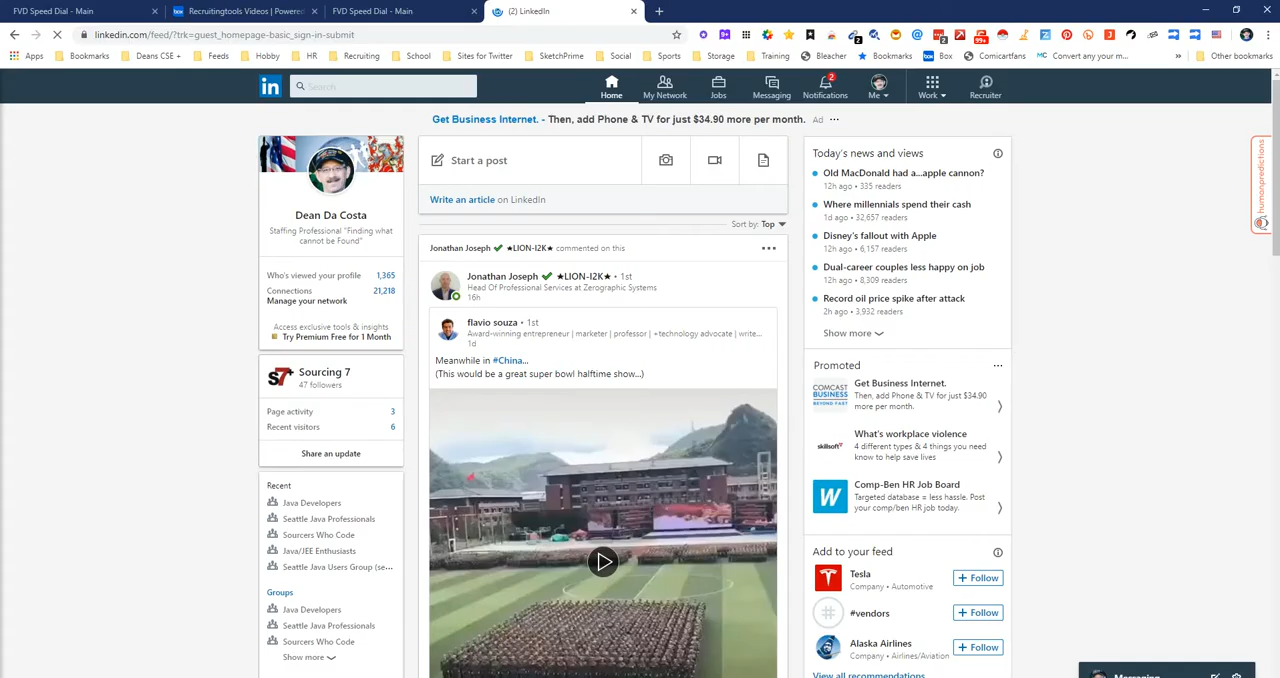 FVD Speed Dial - Main
Recruitingtools Videos | Powered
FVD Speed Dial - Main
(2) LinkedIn
linkedin.com/feed/?trk=guest_homepage-basic_sign-in-submit
Apps
Bookmarks
Deans CSE +
Feeds
Hobby
HR
Recruiting
School
Sites for Twitter
SketchPrime
Social
Sports
Storage
Training
Bleacher
Bookmarks
Box
Comicartfans
MC Convert any your m...
Other bookmarks
in
Search
Home
My Network
Jobs
Messaging
2
Notifications
Me
Work
Recruiter
Get Business Internet. - Then, add Phone & TV for just $34.90 more per month. Ad
Dean Da Costa
Staffing Professional "Finding what
cannot be Found"
Who's viewed your profile 1,365
Connections 21,218
Manage your network
Access exclusive tools & insights
Try Premium Free for 1 Month
Sourcing 7
47 followers
Page activity 3
Recent visitors 6
Share an update
Recent
Java Developers
Seattle Java Professionals
Sourcers Who Code
Java/JEE Enthusiasts
Seattle Java Users Group (se...
Groups
Java Developers
Seattle Java Professionals
Sourcers Who Code
Show more
Start a post
Write an article on LinkedIn
Sort by: Top
Jonathan Joseph ✔ ★LION-I2K★ commented on this
Jonathan Joseph ✔ ★LION-I2K★ • 1st
Head Of Professional Services at Zerographic Systems
16h
flavio souza • 1st
Award-winning entrepreneur | marketer | professor | +technology advocate | write...
1d
Meanwhile in #China...
(This would be a great super bowl halftime show...)
Today's news and views
Old MacDonald had a...apple cannon?
12h ago • 335 readers
Where millennials spend their cash
1d ago • 32,657 readers
Disney's fallout with Apple
12h ago • 6,157 readers
Dual-career couples less happy on job
12h ago • 8,309 readers
Record oil price spike after attack
2h ago • 3,932 readers
Show more
Promoted
COMCAST
BUSINESS
Get Business Internet.
Then, add Phone & TV for just $34.90
more per month.
skillsoft
What's workplace violence
4 different types & 4 things you need
know to help save lives
W
Comp-Ben HR Job Board
Targeted database = less hassle. Post
your comp/ben HR job today.
Add to your feed
Tesla
Company • Automotive
+ Follow
#vendors
+ Follow
Alaska Airlines
Company • Airlines/Aviation
+ Follow
View all recommendations
humanpredictions
Messaging